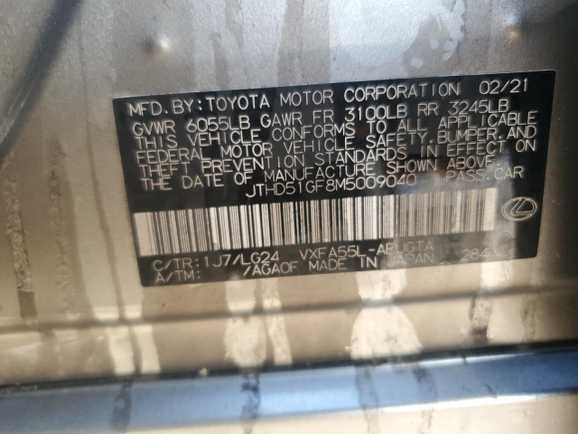 MFD. BY: TOYOTA MOTOR CORPORATION 02/21
GVWR 6055LB GAWR FR 3100LB RR 3245LB
THIS VEHICLE CONFORMS TO ALL APPLICABLE
FEDERAL MOTOR VEHICLE SAFETY, BUMPER, AND
THEFT PREVENTION STANDARDS IN EFFECT ON
THE DATE OF MANUFACTURE SHOWN ABOVE.
JTHD51GF8M5009040 PASS.CAR
C/TR: 1J7/LG24 VXFA55L-AEUGTA
A/TM: /AGA0F MADE IN JAPAN